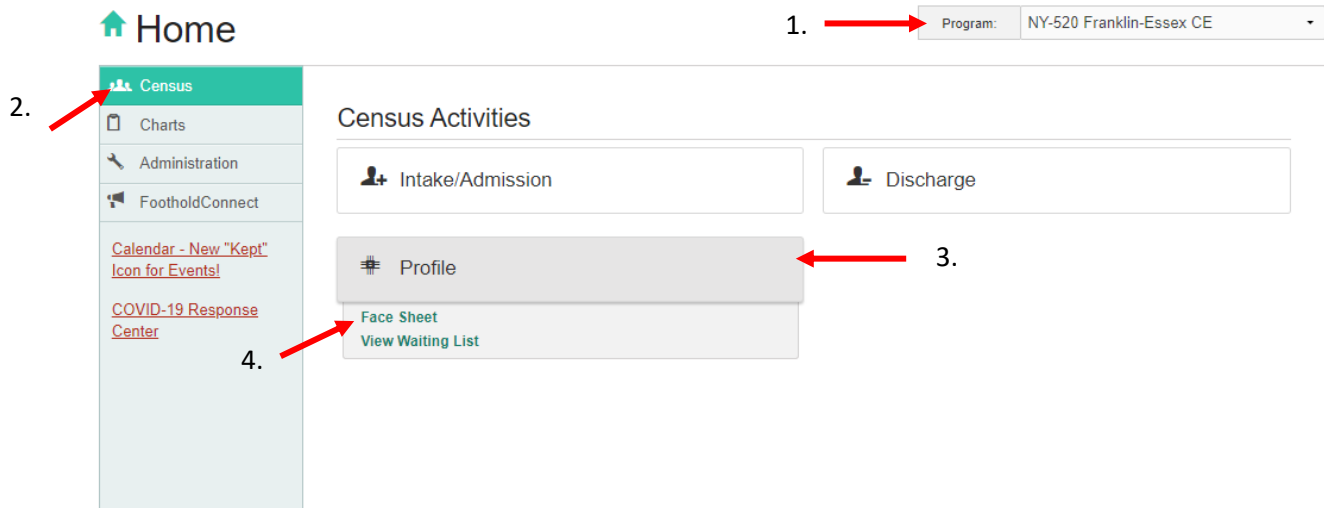 Home
1.
Program: NY-520 Franklin-Essex CE
2.
Census
Charts
Administration
FootholdConnect
Calendar - New "Kept"
Icon for Events!
COVID-19 Response
Center
Census Activities
Intake/Admission
Discharge
Profile
3.
Face Sheet
View Waiting List
4.